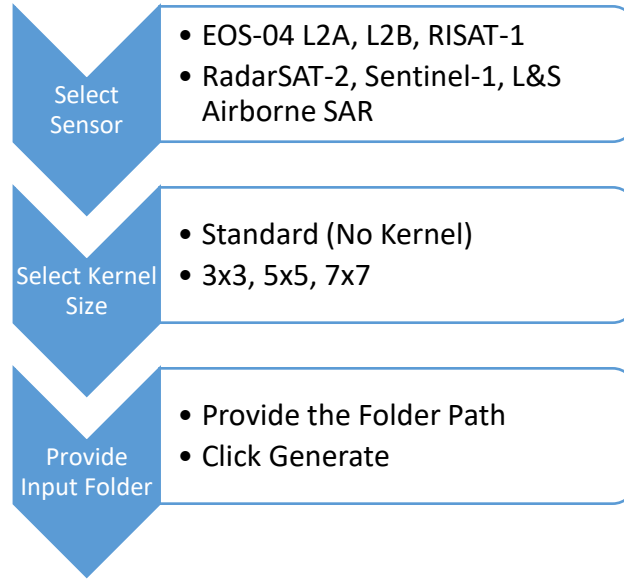 Select
Sensor
• EOS-04 L2A, L2B, RISAT-1
• RadarSAT-2, Sentinel-1, L&S
Airborne SAR
Select Kernel
Size
• Standard (No Kernel)
• 3x3, 5x5, 7x7
Provide
Input Folder
• Provide the Folder Path
• Click Generate